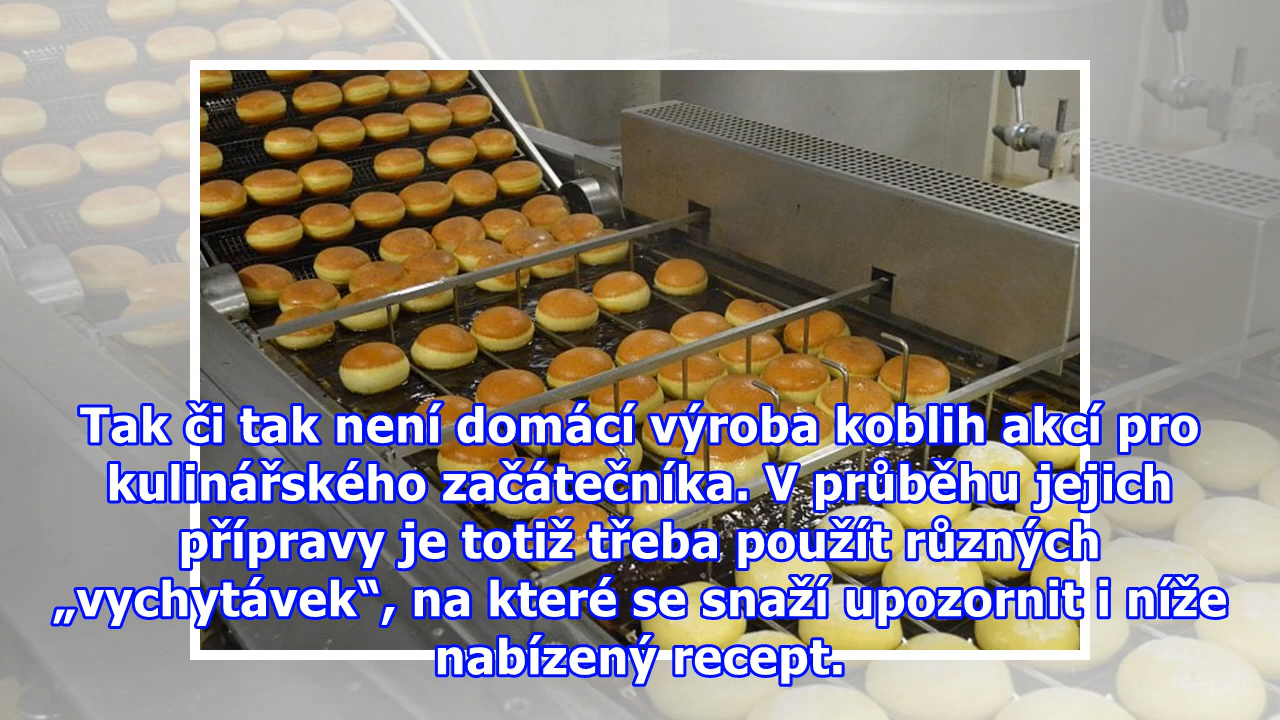 Tak či tak není domácí výroba koblih akcí pro
kulinářského začátečníka. V průběhu jejich
přípravy je totiž třeba použít různých
„vychytávek“, na které se snaží upozornit i níže
nabízený recept.